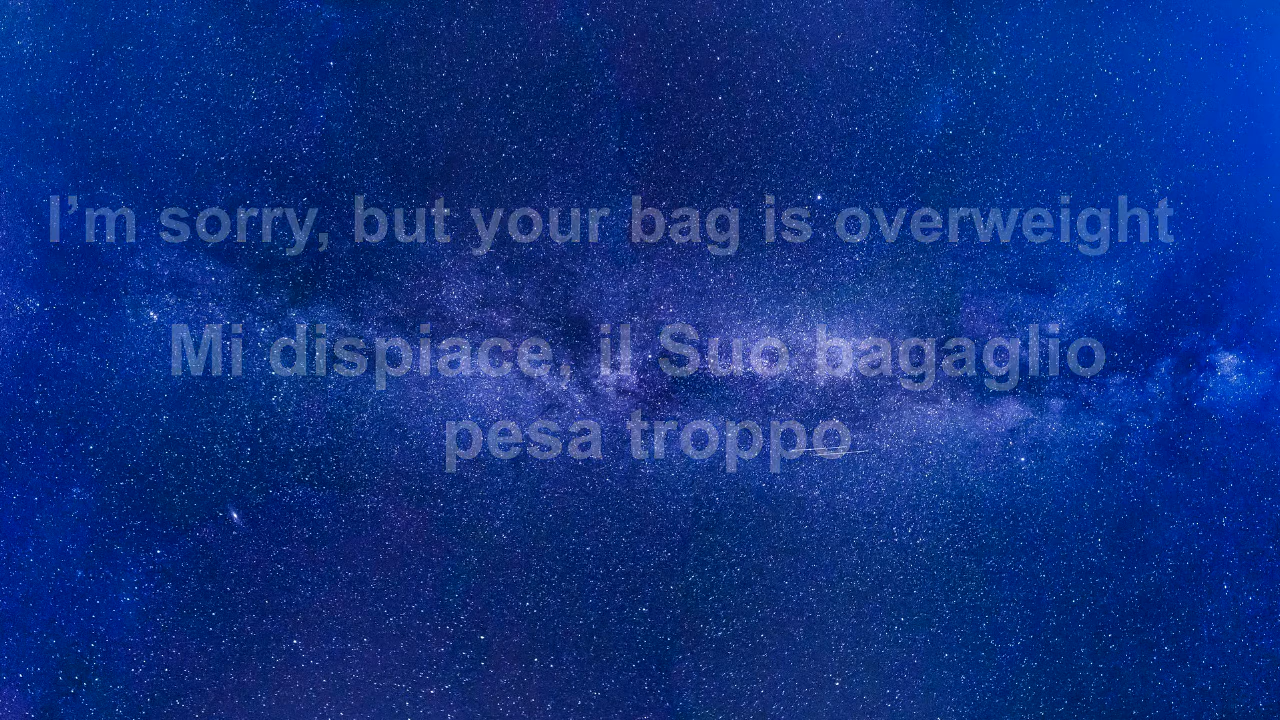 I’m sorry, but your bag is overweight
Mi dispiace, il Suo bagaglio
pesa troppo